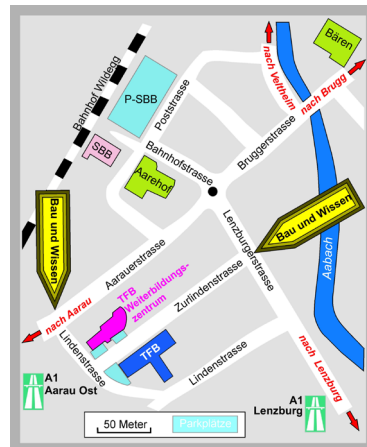 Bären
nach Veltheim
nach Brugg
Bahnhof Wildegg
P-SBB
Poststrasse
SBB
Bahnhofstrasse
Bruggerstrasse
Aarehof
Bau und Wissen
Bau und Wissen
Lenzburgerstrasse
Aabach
Aarauerstrasse
TFB
Weiterbildungs-
zentrum
Zurlindenstrasse
nach Aarau
Lindenstrasse
TFB
Lindenstrasse
nach Lenzburg
A1
Aarau Ost
A1
Lenzburg
50 Meter
Parkplätze